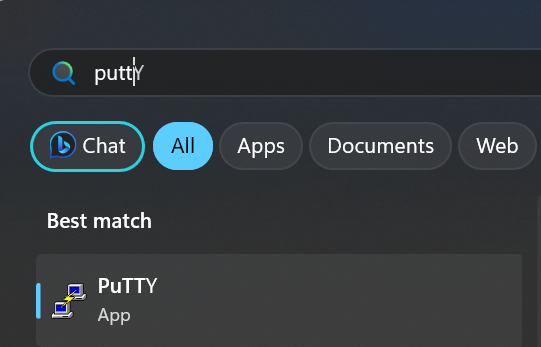 puttY
Chat All Apps Documents Web
Best match
PuTTY
App